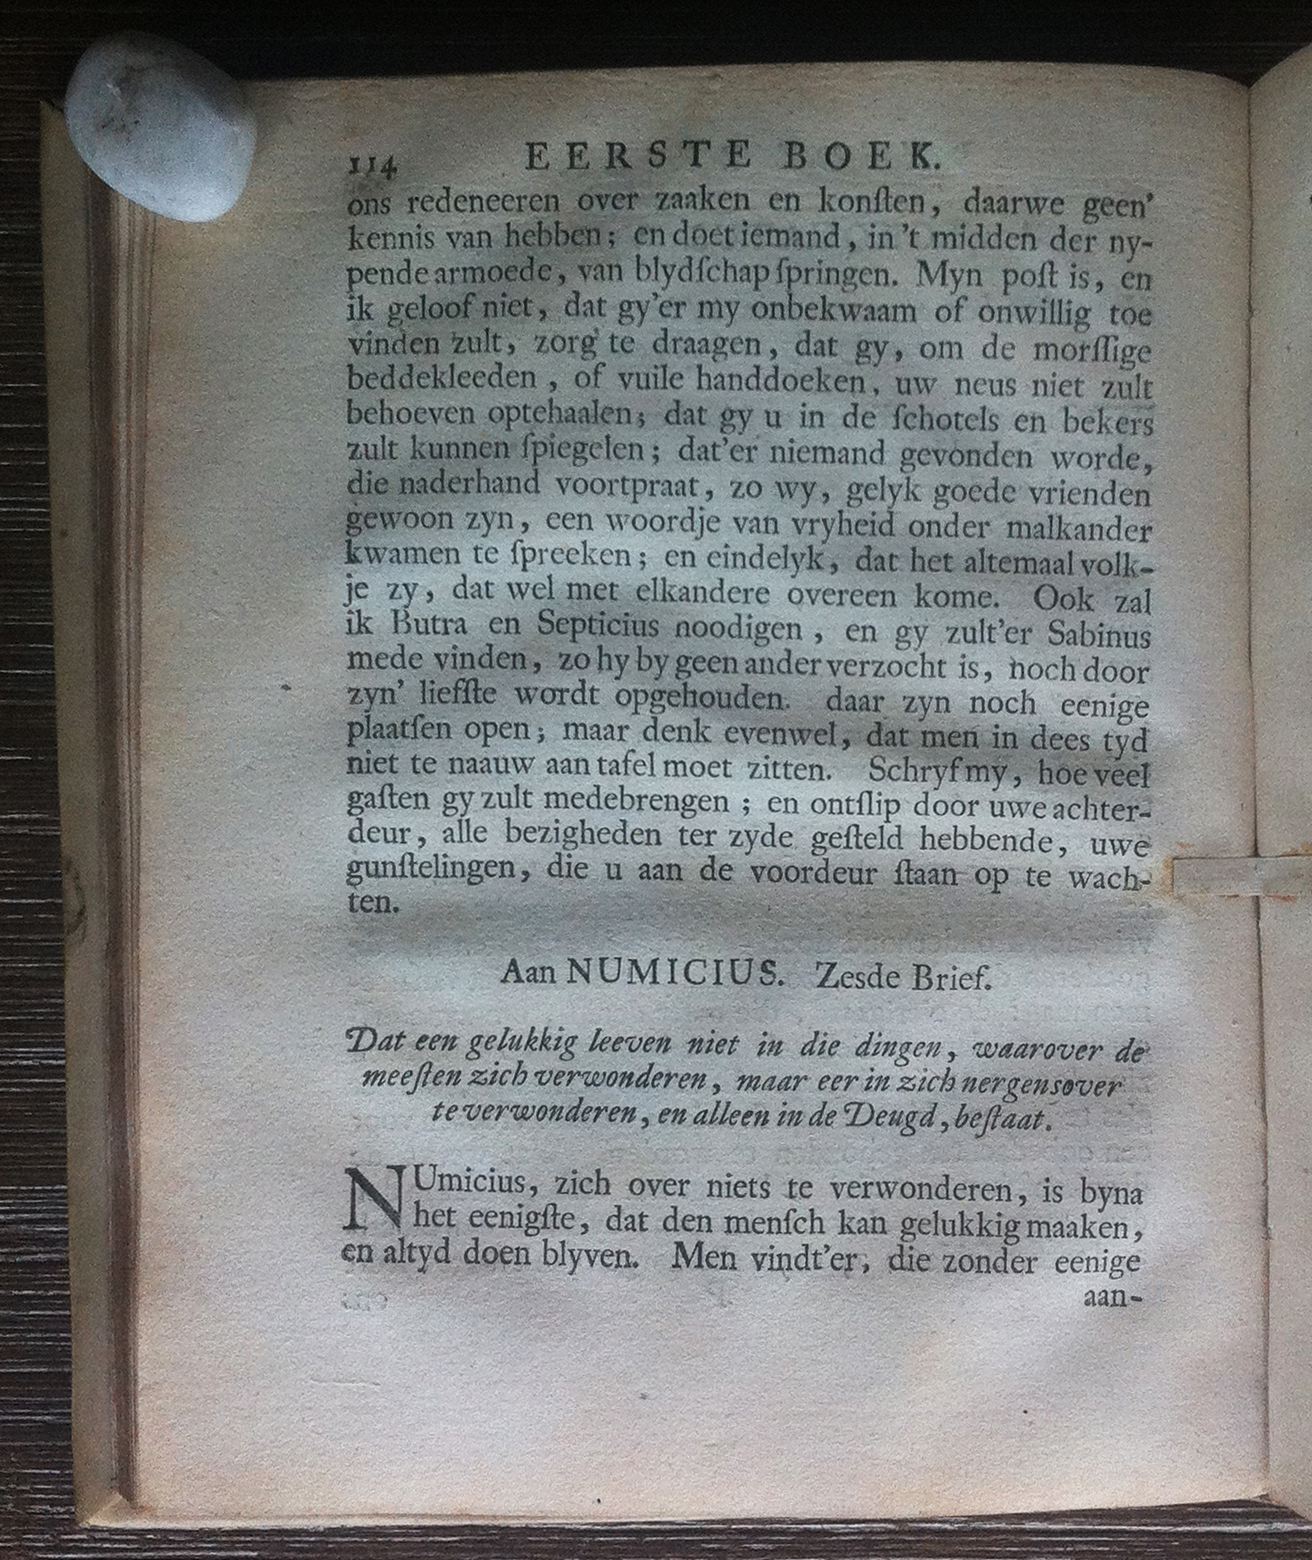 114 EERSTE BOEK.
ons redeneeren over zaaken en konſten, daarwe geen'
kennis van hebben; en doet iemand, in 't midden der ny-
pende armoede, van blydſchap ſpringen. Myn poſt is, en
ik geloof niet, dat gy'er my onbekwaam of onwillig toe
vinden zult, zorg te draagen, dat gy, om de morſſige
beddekleeden, of vuile handdoeken, uw neus niet zult
behoeven optehaalen; dat gy u in de ſchotels en bekers
zult kunnen ſpiegelen; dat'er niemand gevonden worde,
die naderhand voortpraat, zo wy, gelyk goede vrienden
gewoon zyn, een woordje van vryheid onder malkander
kwamen te ſpreeken; en eindelyk, dat het altemaal volk-
je zy, dat wel met elkandere overeen kome. Ook zal
ik Butra en Septicius noodigen, en gy zult'er Sabinus
mede vinden, zo hy by geen ander verzocht is, noch door
zyn' liefſte wordt opgehouden. daar zyn noch eenige
plaatſen open; maar denk evenwel, dat men in dees tyd
niet te naauw aan tafel moet zitten. Schryf my, hoe veel
gaſten gy zult medebrengen; en ontſlip door uwe achter-
deur, alle bezigheden ter zyde geſteld hebbende, uwe
gunſtelingen, die u aan de voordeur ſtaan op te wach-
ten.
Aan NUMICIUS. Zesde Brief.
Dat een gelukkig leeven niet in die dingen, waarover de
meeſten zich verwonderen, maar eer in zich nergensover
te verwonderen, en alleen in de Deugd, beſtaat.
NUmicius, zich over niets te verwonderen, is byna
het eenigſte, dat den menſch kan gelukkig maaken,
en altyd doen blyven. Men vindt'er, die zonder eenige
aan-